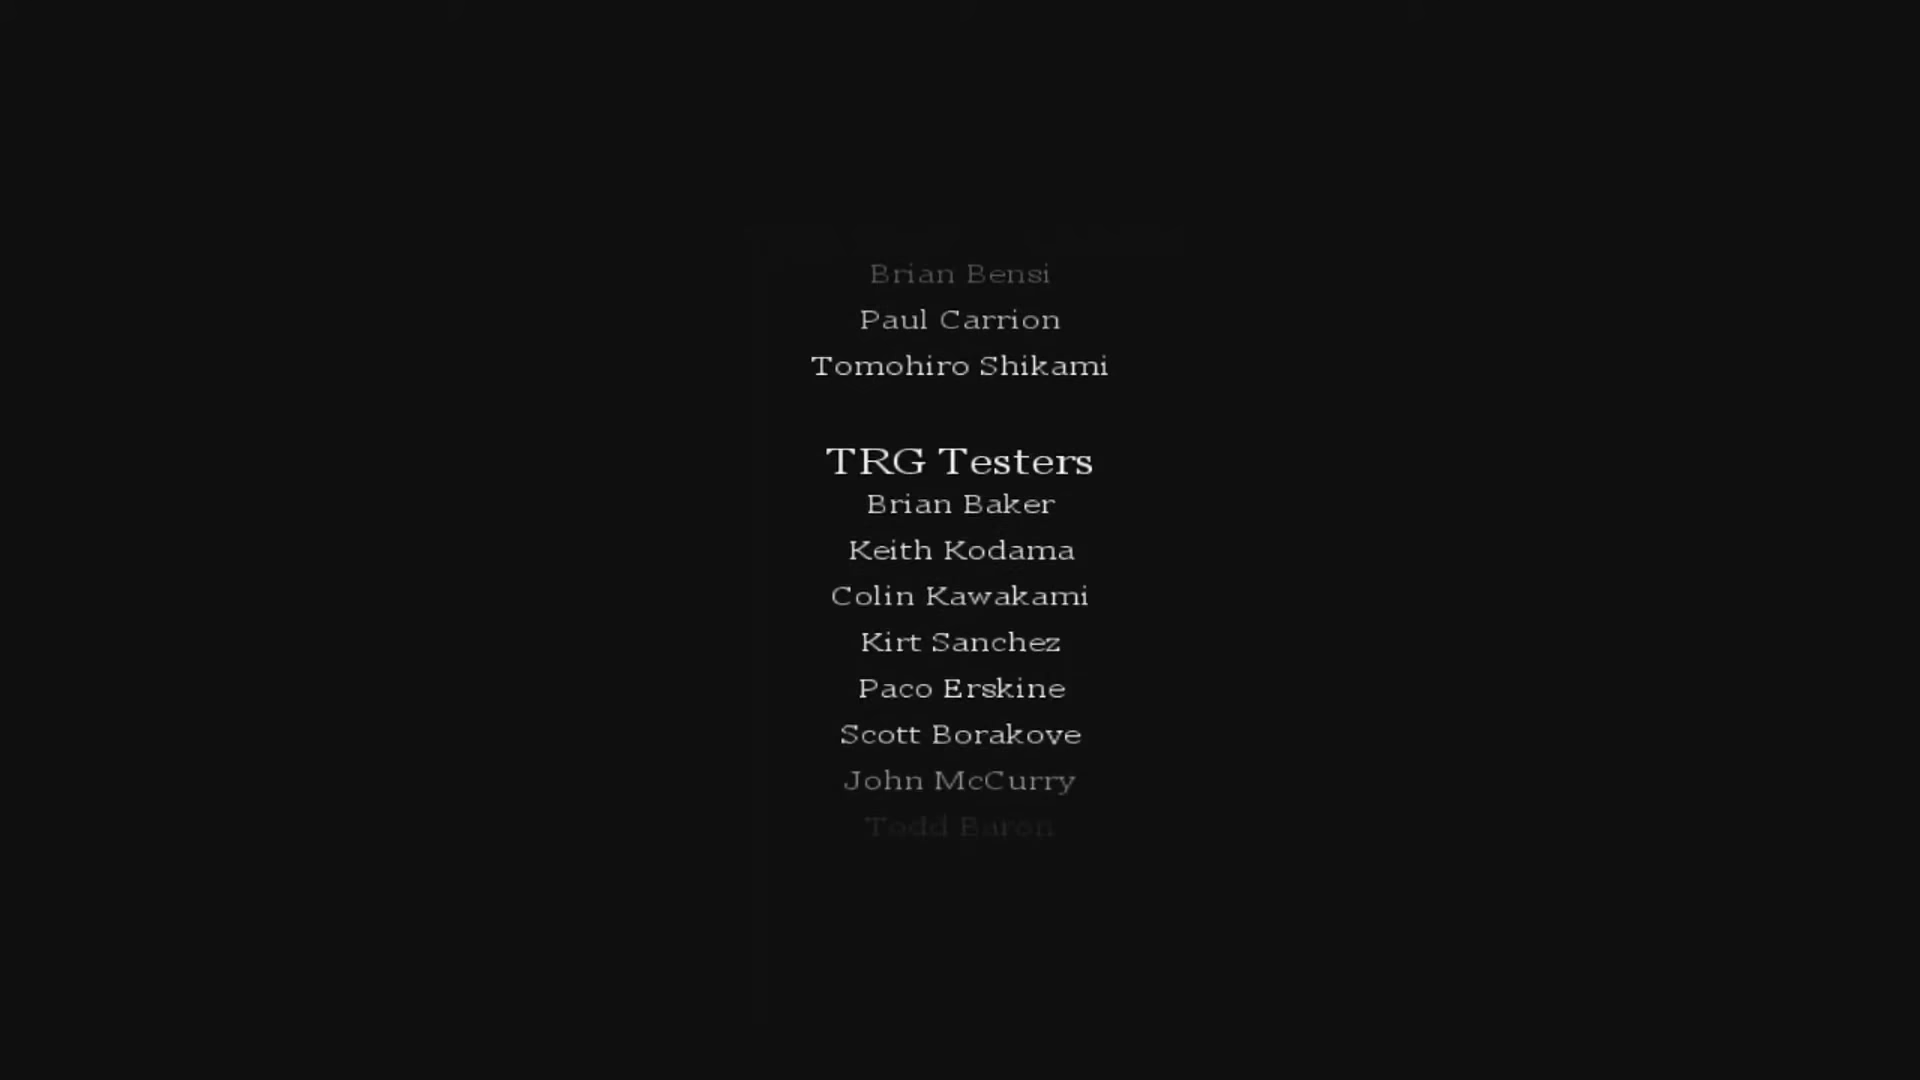 Brian Bensi
Paul Carrion
Tomohiro Shikami
TRG Testers
Brian Baker
Keith Kodama
Colin Kawakami
Kirt Sanchez
Paco Erskine
Scott Borakove
John McCurry
Todd Baron